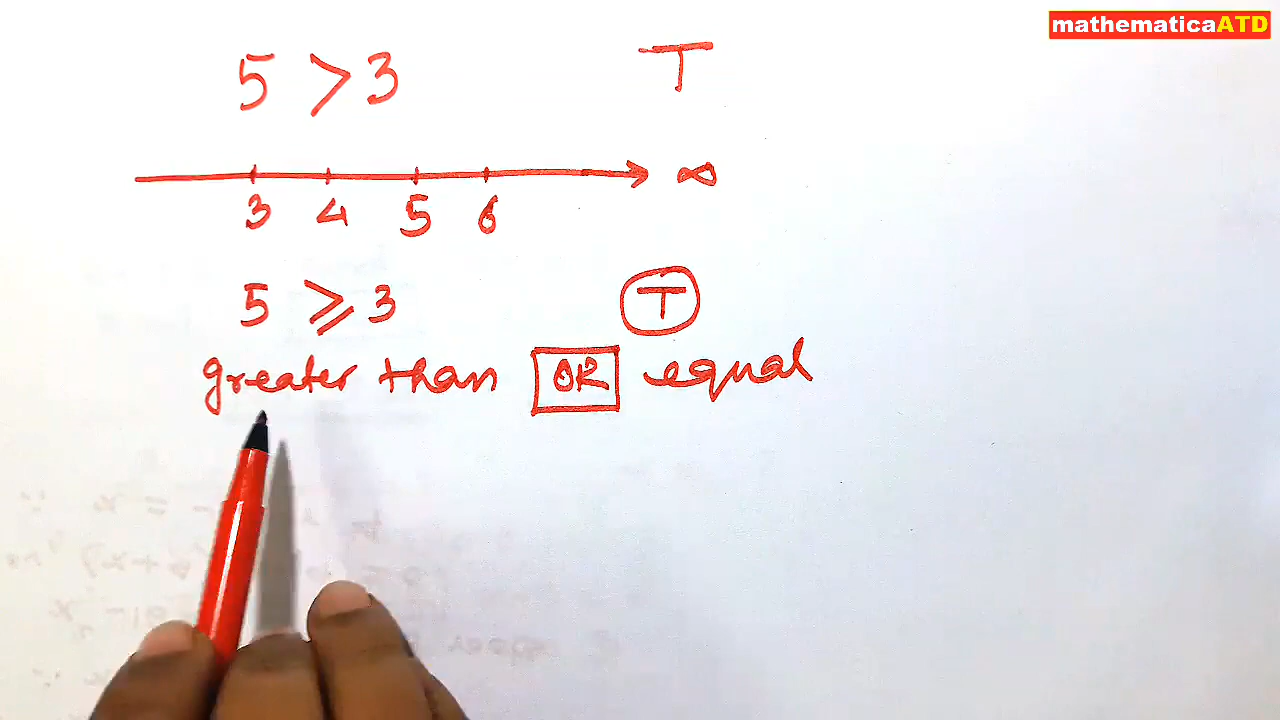 mathematicaATD
5 > 3 T
∞
3 4 5 6
5 ⩾ 3 T
greater than OR equal